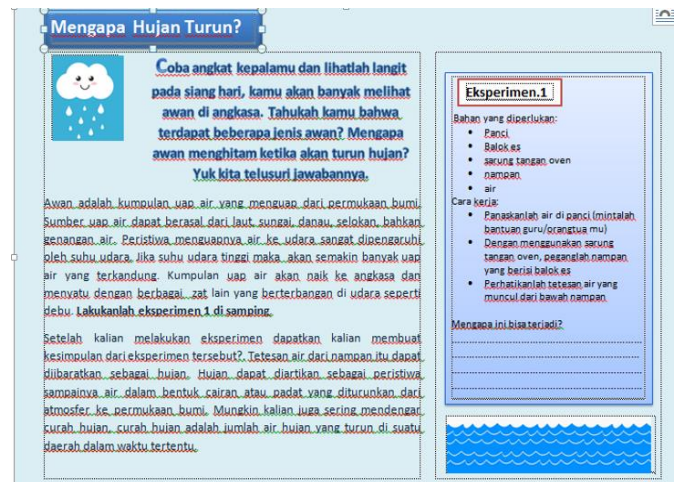 Mengapa Hujan Turun?
Coba angkat kepalamu dan lihatlah langit
pada siang hari, kamu akan banyak melihat
awan di angkasa. Tahukah kamu bahwa
terdapat beberapa jenis awan? Mengapa
awan menghitam ketika akan turun hujan?
Yuk kita telusuri jawabannya.
Awan adalah kumpulan uap air yang menguap dari permukaan bumi.
Sumber uap air dapat berasal dari laut, sungai, danau, selokan, bahkan
genangan air. Peristiwa menguapnya air ke udara sangat dipengaruhi
oleh suhu udara. Jika suhu udara tinggi maka akan semakin banyak uap
air yang terkandung. Kumpulan uap air akan naik ke angkasa dan
menyatu dengan berbagai zat lain yang berterbangan di udara seperti
debu. Lakukanlah eksperimen 1 di samping.
Setelah kalian melakukan eksperimen dapatkan kalian membuat
kesimpulan dari eksperimen tersebut?. Tetesan air dari nampan itu dapat
diibaratkan sebagai hujan. Hujan dapat diartikan sebagai peristiwa
sampainya air dalam bentuk cairan atau padat yang diturunkan dari
atmosfer ke permukaan bumi. Mungkin kalian juga sering mendengar
curah hujan, curah hujan adalah jumlah air hujan yang turun di suatu
daerah dalam waktu tertentu.
Eksperimen.1
Bahan yang diperlukan:
• Panci
• Balok es
• sarung tangan oven
• nampan
• air
Cara kerja:
• Panaskanlah air di panci (mintalah
bantuan guru/orangtua mu)
• Dengan menggunakan sarung
tangan oven, peganglah nampan
yang berisi balok es
• Perhatikanlah tetesan air yang
muncul dari bawah nampan
Mengapa ini bisa terjadi?